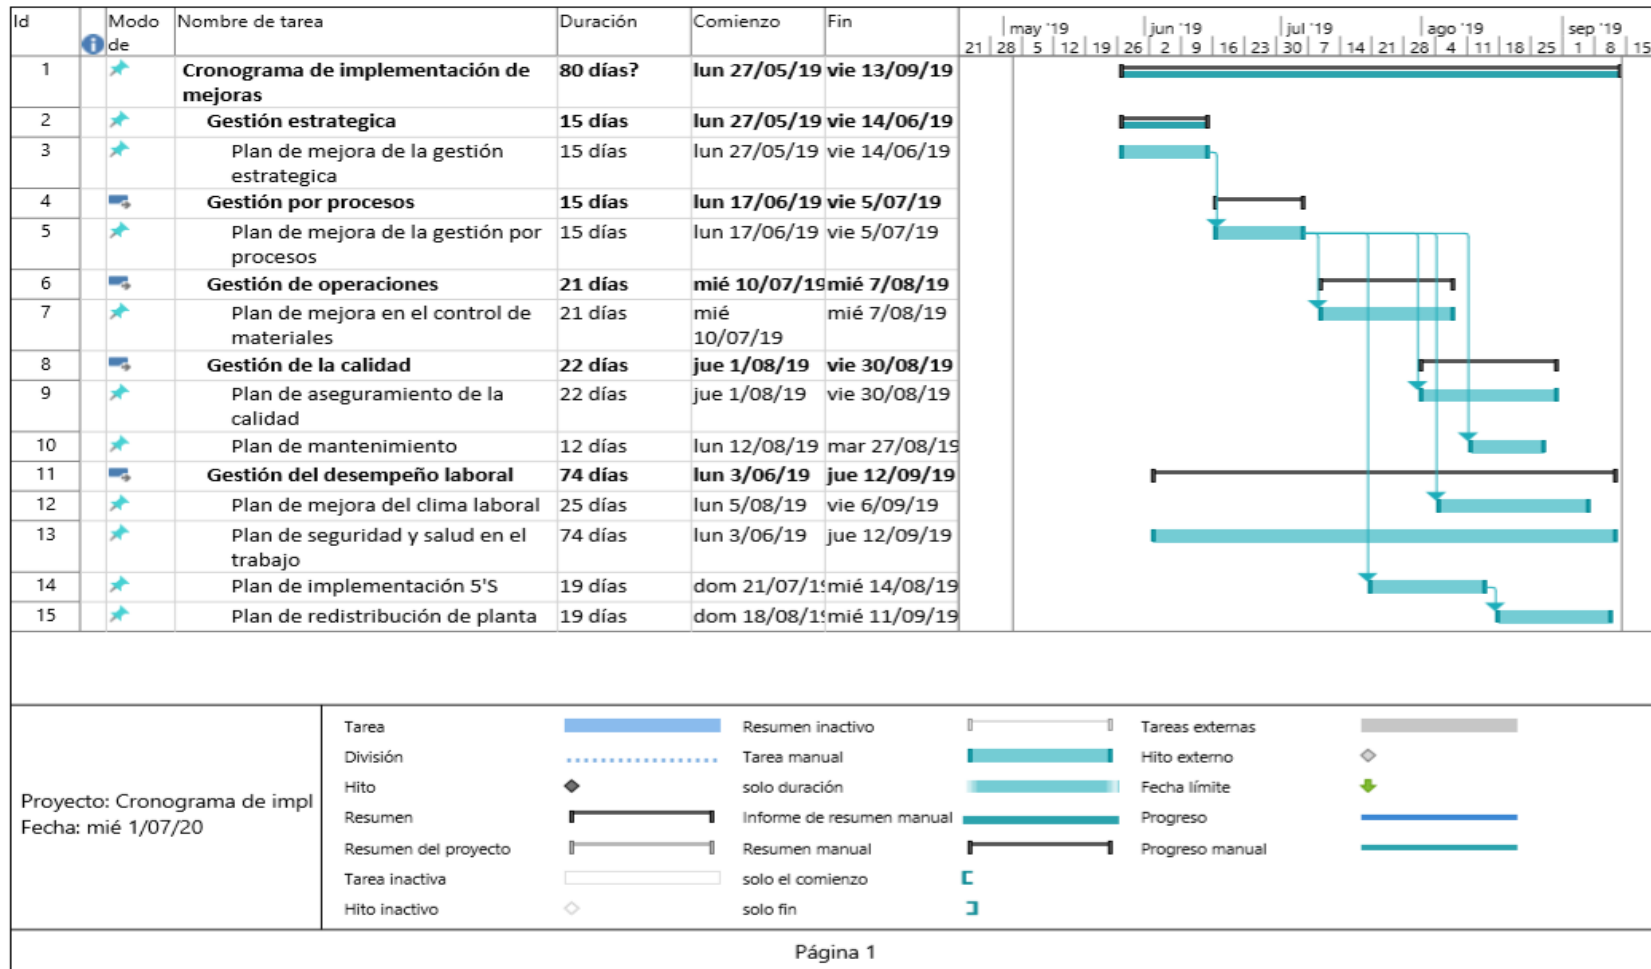 Id Modo de Nombre de tarea Duración Comienzo Fin
may '19 jun '19 jul '19 ago '19 sep '19
21 28 5 12 19 26 2 9 16 23 30 7 14 21 28 4 11 18 25 1 8 15
1 Cronograma de implementación de mejoras 80 días? lun 27/05/19 vie 13/09/19
2 Gestión estrategica 15 días lun 27/05/19 vie 14/06/19
3 Plan de mejora de la gestión estrategica 15 días lun 27/05/19 vie 14/06/19
4 Gestión por procesos 15 días lun 17/06/19 vie 5/07/19
5 Plan de mejora de la gestión por procesos 15 días lun 17/06/19 vie 5/07/19
6 Gestión de operaciones 21 días mié 10/07/19 mié 7/08/19
7 Plan de mejora en el control de materiales 21 días mié 10/07/19 mié 7/08/19
8 Gestión de la calidad 22 días jue 1/08/19 vie 30/08/19
9 Plan de aseguramiento de la calidad 22 días jue 1/08/19 vie 30/08/19
10 Plan de mantenimiento 12 días lun 12/08/19 mar 27/08/19
11 Gestión del desempeño laboral 74 días lun 3/06/19 jue 12/09/19
12 Plan de mejora del clima laboral 25 días lun 5/08/19 vie 6/09/19
13 Plan de seguridad y salud en el trabajo 74 días lun 3/06/19 jue 12/09/19
14 Plan de implementación 5'S 19 días dom 21/07/19 mié 14/08/19
15 Plan de redistribución de planta 19 días dom 18/08/19 mié 11/09/19
Proyecto: Cronograma de impl
Fecha: mié 1/07/20
Tarea Resumen inactivo Tareas externas
División Tarea manual Hito externo
Hito solo duración Fecha límite
Resumen Informe de resumen manual Progreso
Resumen del proyecto Resumen manual Progreso manual
Tarea inactiva solo el comienzo
Hito inactivo solo fin
Página 1